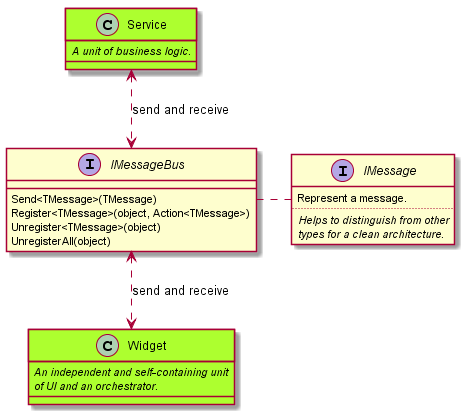 C Service
A unit of business logic.
send and receive
I IMessageBus
Send<TMessage>(TMessage)
Register<TMessage>(object, Action<TMessage>)
Unregister<TMessage>(object)
UnregisterAll(object)
I IMessage
Represent a message.
Helps to distinguish from other
types for a clean architecture.
send and receive
C Widget
An independent and self-containing unit
of UI and an orchestrator.